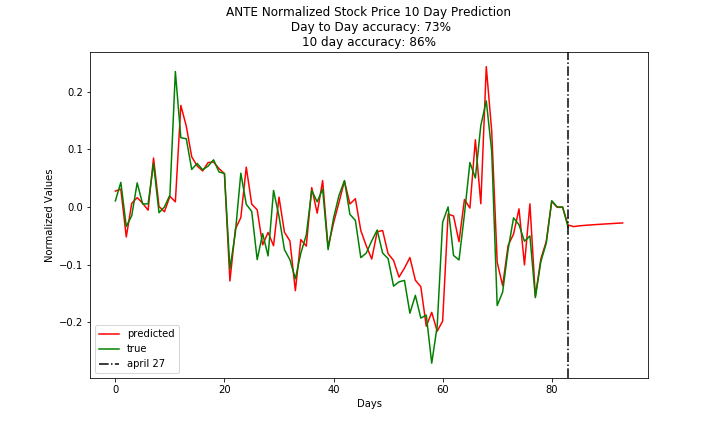 ANTE Normalized Stock Price 10 Day Prediction
Day to Day accuracy: 73%
10 day accuracy: 86%
Normalized Values
0.2
0.1
0.0
−0.1
−0.2
predicted
true
april 27
0 20 40 60 80
Days